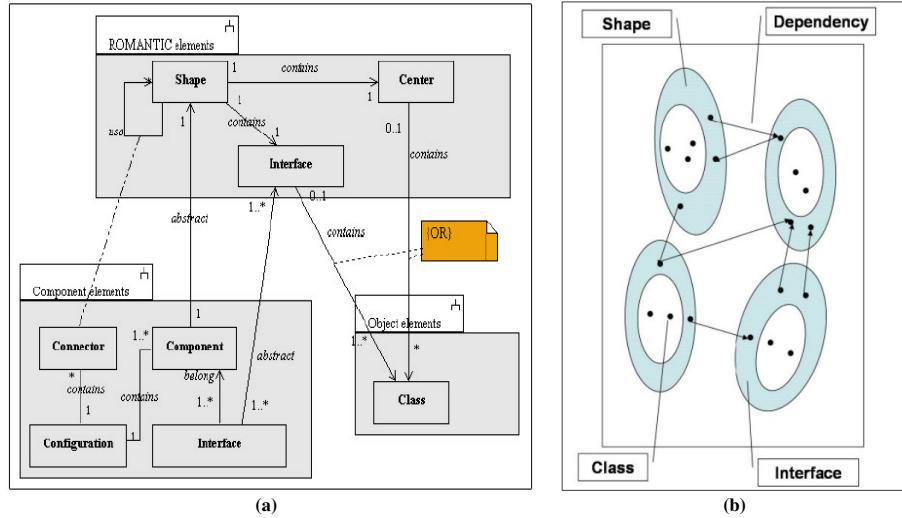 ROMANTIC elements
Shape
1
contains
1
Center
*
use
1
1
contains
1
Interface
0..1
contains
0..1
1..*
abstract
contains
{OR}
Component elements
Object elements
1
Connector
1..*
Component
abstract
1..*
*
*
contains
contains
belong
1..*
1..*
Class
1
1
Configuration
Interface
(a)
Shape
Dependency
Class
Interface
(b)